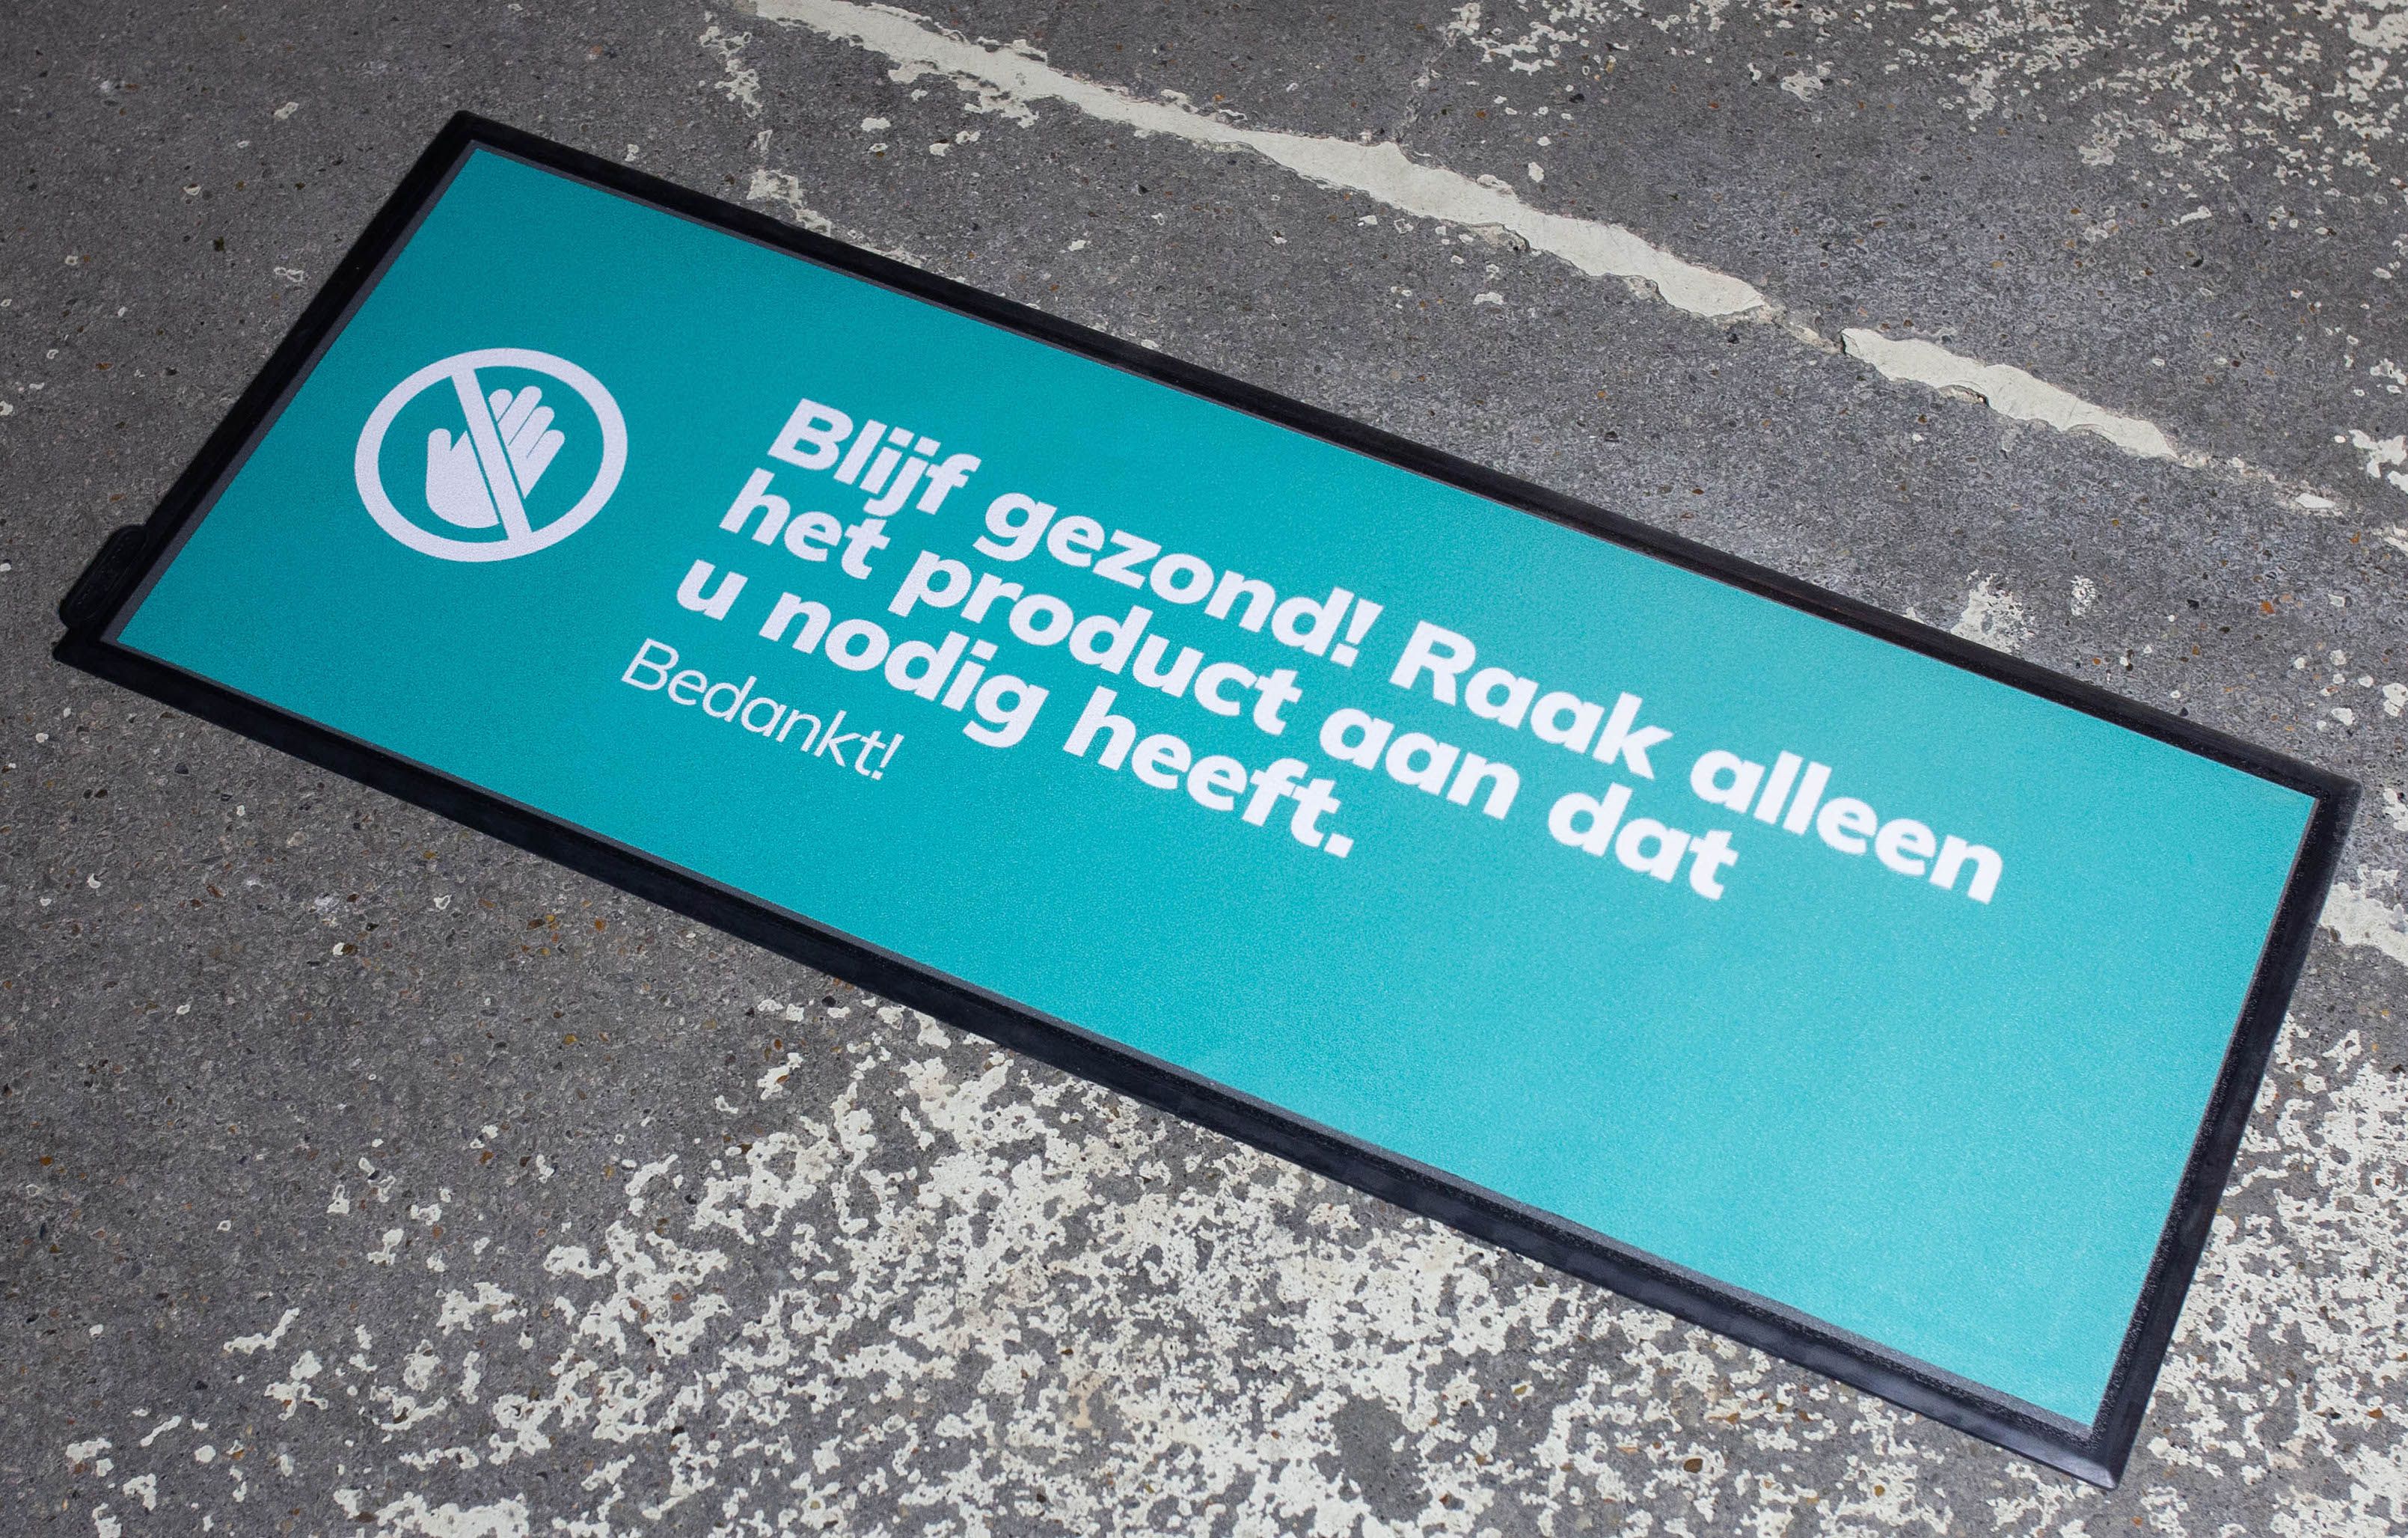 Blijf gezond! Raak alleen
het product aan dat
u nodig heeft.
Bedankt!